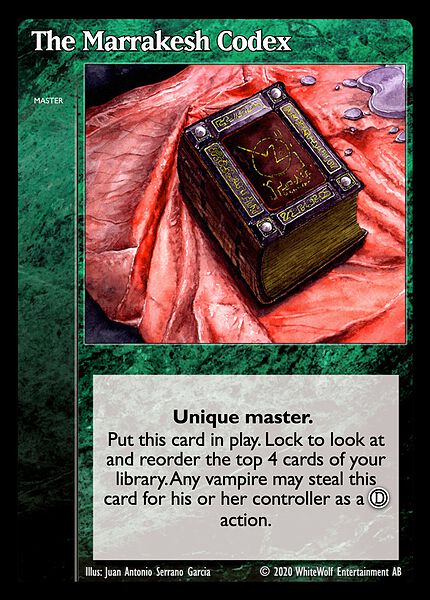 The Marrakesh Codex
MASTER
Unique master.
Put this card in play. Lock to look at
and reorder the top 4 cards of your
library. Any vampire may steal this
card for his or her controller as a Ⓓ
action.
Illus: Juan Antonio Serrano Garcia © 2020 WhiteWolf Entertainment AB